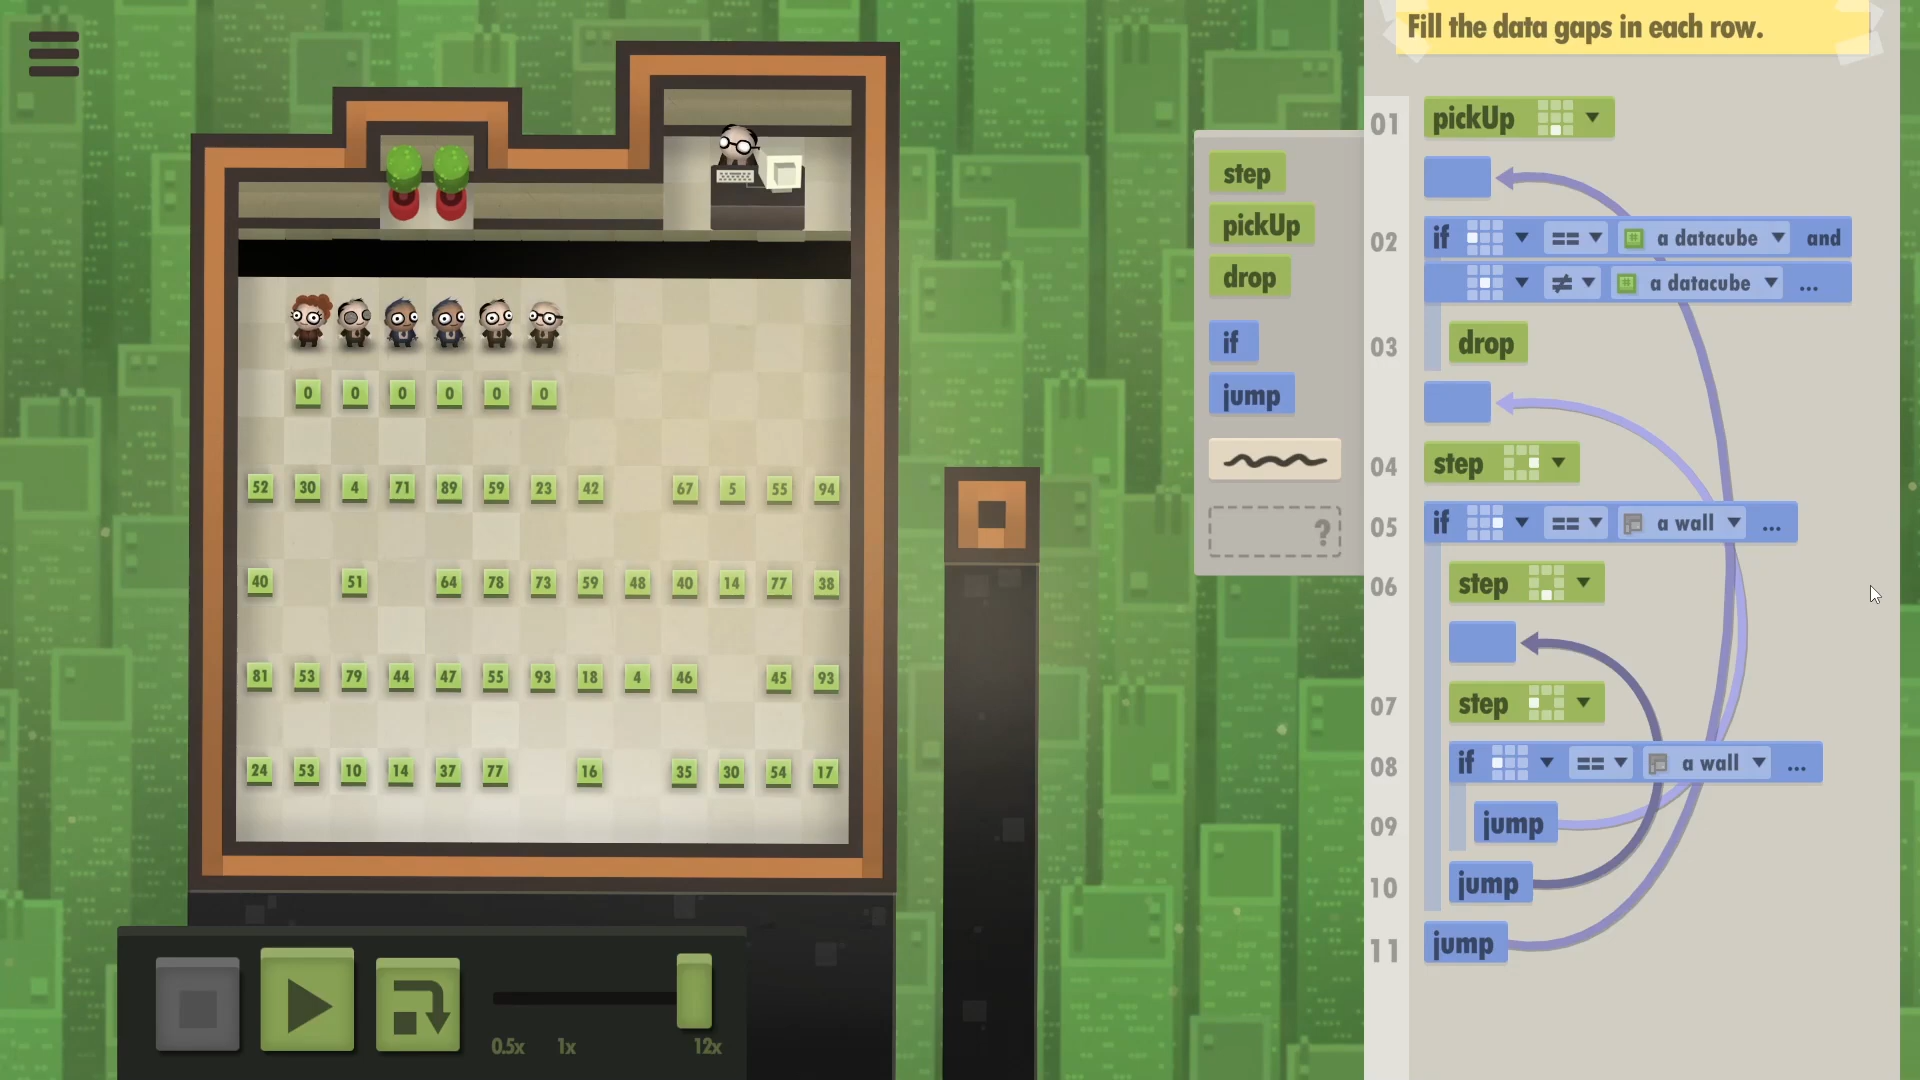 Fill the data gaps in each row.
01 pickUp
02 if == a datacube and
≠ a datacube ...
03 drop
04 step
05 if == a wall ...
06 step
07 step
08 if == a wall ...
09 jump
10 jump
11 jump
step
pickUp
drop
if
jump
?
0 0 0 0 0 0
52 30 4 71 89 59 23 42 67 5 55 94
40 51 64 78 73 59 48 40 14 77 38
81 53 79 44 47 55 93 18 4 46 45 93
24 53 10 14 37 77 16 35 30 54 17
0.5x 1x 12x